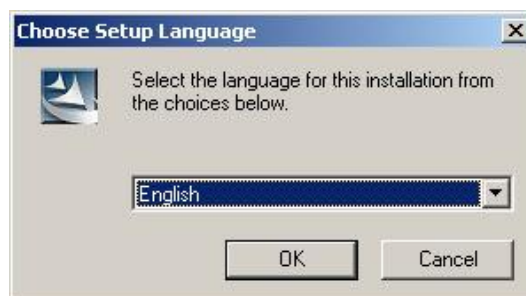 Choose Setup Language
Select the language for this installation from
the choices below.
English
OK
Cancel